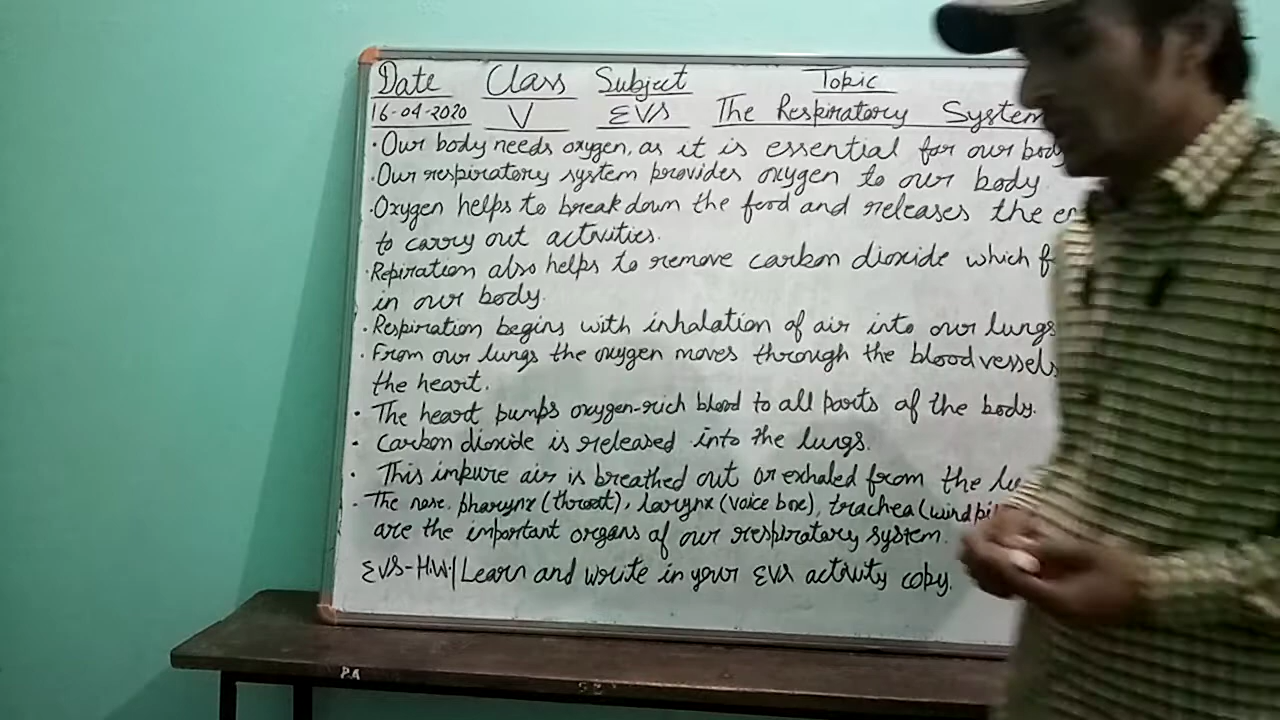 Date Class Subject Topic
16-04-2020 V EVS The Respiratory System
• Our body needs oxygen, as it is essential for our body
• Our respiratory system provides oxygen to our body.
• Oxygen helps to break down the food and releases the
to carry out activities.
• Repiration also helps to remove carbon dioxide which
in our body.
• Respiration begins with inhalation of air into our lungs
• From our lungs the oxygen moves through the blood vessels
the heart.
• The heart pumps oxygen-rich blood to all parts of the body.
• Carbon dioxide is released into the lungs.
• This impure air is breathed out or exhaled from the
• The nose, pharynx (throat), larynx (voice box), trachea (wind
are the important organs of our respiratory system.
EVS-H.W.| Learn and write in your EVS activity copy.
P.A